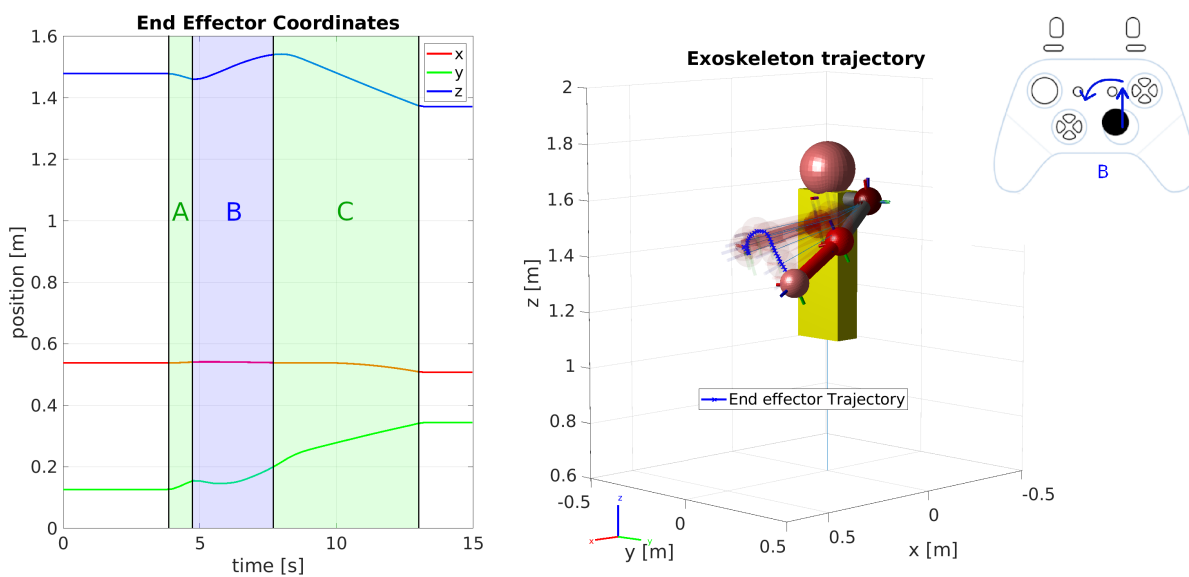 End Effector Coordinates
1.6
1.4
1.2
1
0.8
0.6
0.4
0.2
0
position [m]
x
y
z
A
B
C
0
5
10
15
time [s]
Exoskeleton trajectory
2
1.8
1.6
1.4
1.2
1
0.8
0.6
z [m]
End effector Trajectory
-0.5
0
0.5
y [m]
0.5
0
-0.5
x [m]
z
x
y
B